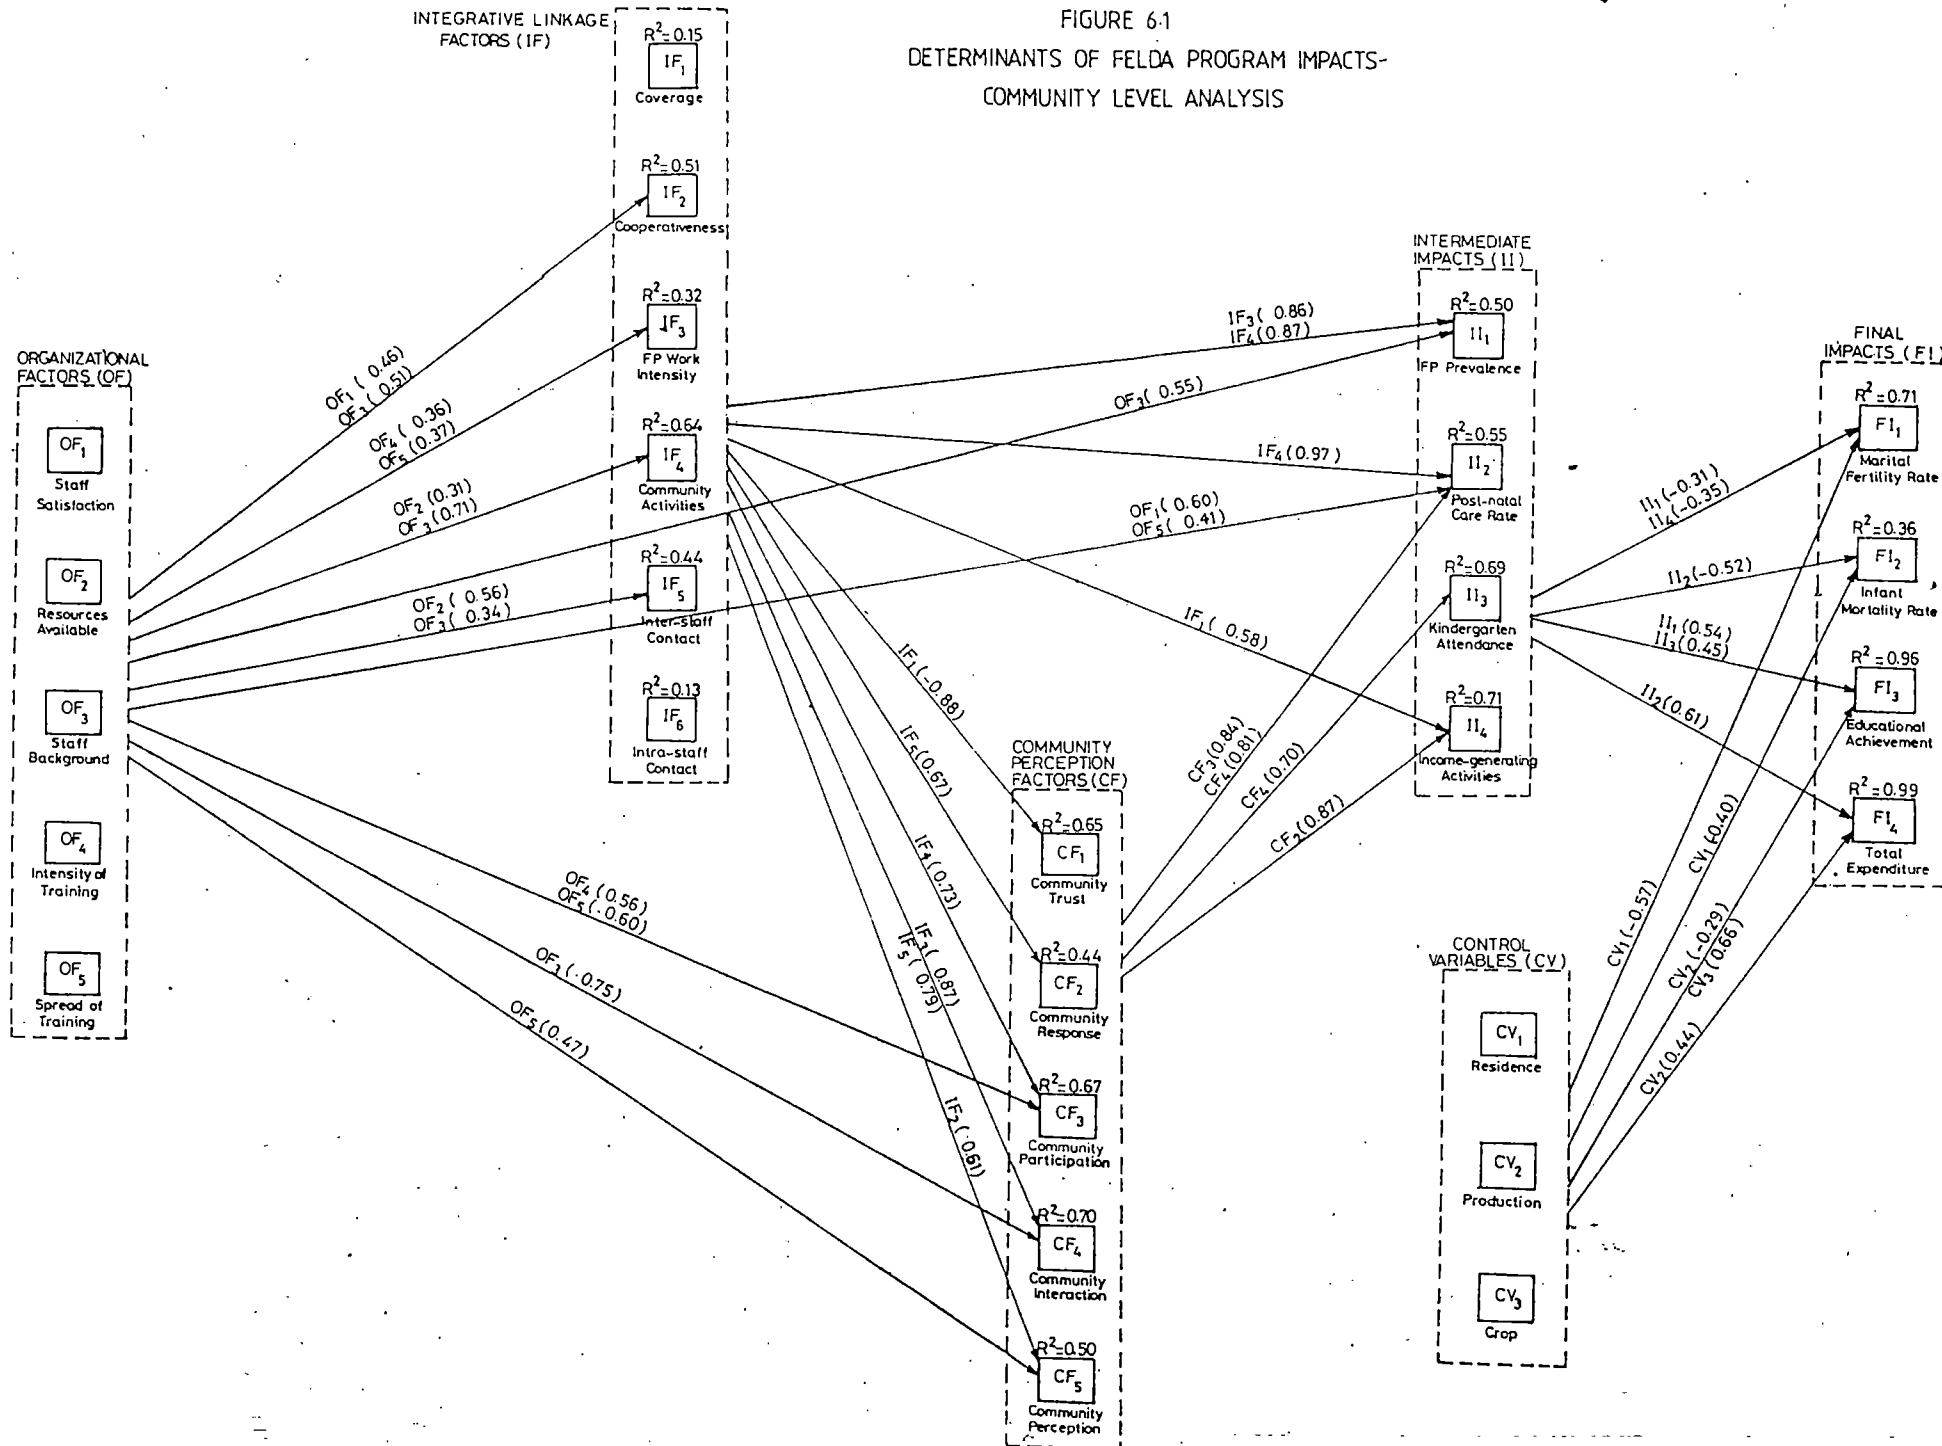 FIGURE 6.1
DETERMINANTS OF FELDA PROGRAM IMPACTS-
COMMUNITY LEVEL ANALYSIS
ORGANIZATIONAL
FACTORS (OF)
OF₁
Staff
Satisfaction
OF₂
Resources
Available
OF₃
Staff
Background
OF₄
Intensity of
Training
OF₅
Spread of
Training
OF₁ ( 0.46)
OF₃ ( 0.51)
OF₄ ( 0.36)
OF₅ (0.37)
OF₂ (0.31)
OF₃ (0.71)
OF₂ ( 0.56)
OF₃ ( 0.34)
OF₃( 0.55)
OF₁( 0.60)
OF₅( 0.41)
OF₄ (0.56)
OF₅ (-0.60)
OF₃ (-0.75)
OF₅ (0.47)
INTEGRATIVE LINKAGE
FACTORS (IF)
R²=0.15
IF₁
Coverage
R²=0.51
IF₂
Cooperativeness
R²=0.32
IF₃
FP Work
Intensity
R²=0.64
IF₄
Community
Activities
R²=0.44
IF₅
Inter-staff
Contact
R²=0.13
IF₆
Intra-staff
Contact
IF₃( 0.86)
IF₄(0.87)
IF₄(0.97)
IF₁( 0.58)
IF₁(-0.88)
IF₅(0.67)
IF₃( 0.87)
IF₅( 0.79)
COMMUNITY
PERCEPTION
FACTORS (CF)
R²=0.65
CF₁
Community
Trust
R²=0.44
CF₂
Community
Response
R²=0.67
CF₃
Community
Participation
R²=0.70
CF₄
Community
Interaction
R²=0.50
CF₅
Community
Perception
CF₃(0.84)
CF₄(0.81)
CF₄(0.70)
CF₂(0.87)
INTERMEDIATE
IMPACTS (II)
R²=0.50
II₁
FP Prevalence
R²=0.55
II₂
Post-natal
Care Rate
R²=0.69
II₃
Kindergarten
Attendance
R²=0.71
II₄
Income-generating
Activities
II₁(-0.31)
II₄(-0.35)
II₂(-0.52)
II₁(0.54)
II₃(0.45)
II₂(0.61)
CONTROL
VARIABLES (CV)
CV₁
Residence
CV₂
Production
CV₃
Crop
CV₁(-0.57)
CV₂ (-0.29)
CV₃ (0.66)
CV₂(0.44)
FINAL
IMPACTS (FI)
R²=0.71
FI₁
Marital
Fertility Rate
R²=0.36
FI₂
Infant
Mortality Rate
R²=0.96
FI₃
Educational
Achievement
R²=0.99
FI₄
Total
Expenditure